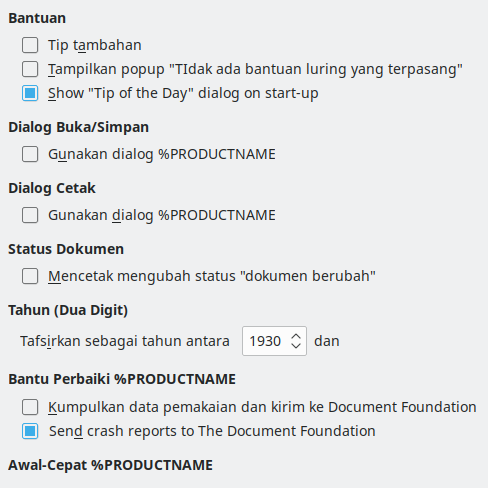 Bantuan
Tip tambahan
Tampilkan popup "TIdak ada bantuan luring yang terpasang"
Show "Tip of the Day" dialog on start-up
Dialog Buka/Simpan
Gunakan dialog %PRODUCTNAME
Dialog Cetak
Gunakan dialog %PRODUCTNAME
Status Dokumen
Mencetak mengubah status "dokumen berubah"
Tahun (Dua Digit)
Tafsirkan sebagai tahun antara 1930 dan
Bantu Perbaiki %PRODUCTNAME
Kumpulkan data pemakaian dan kirim ke Document Foundation
Send crash reports to The Document Foundation
Awal-Cepat %PRODUCTNAME